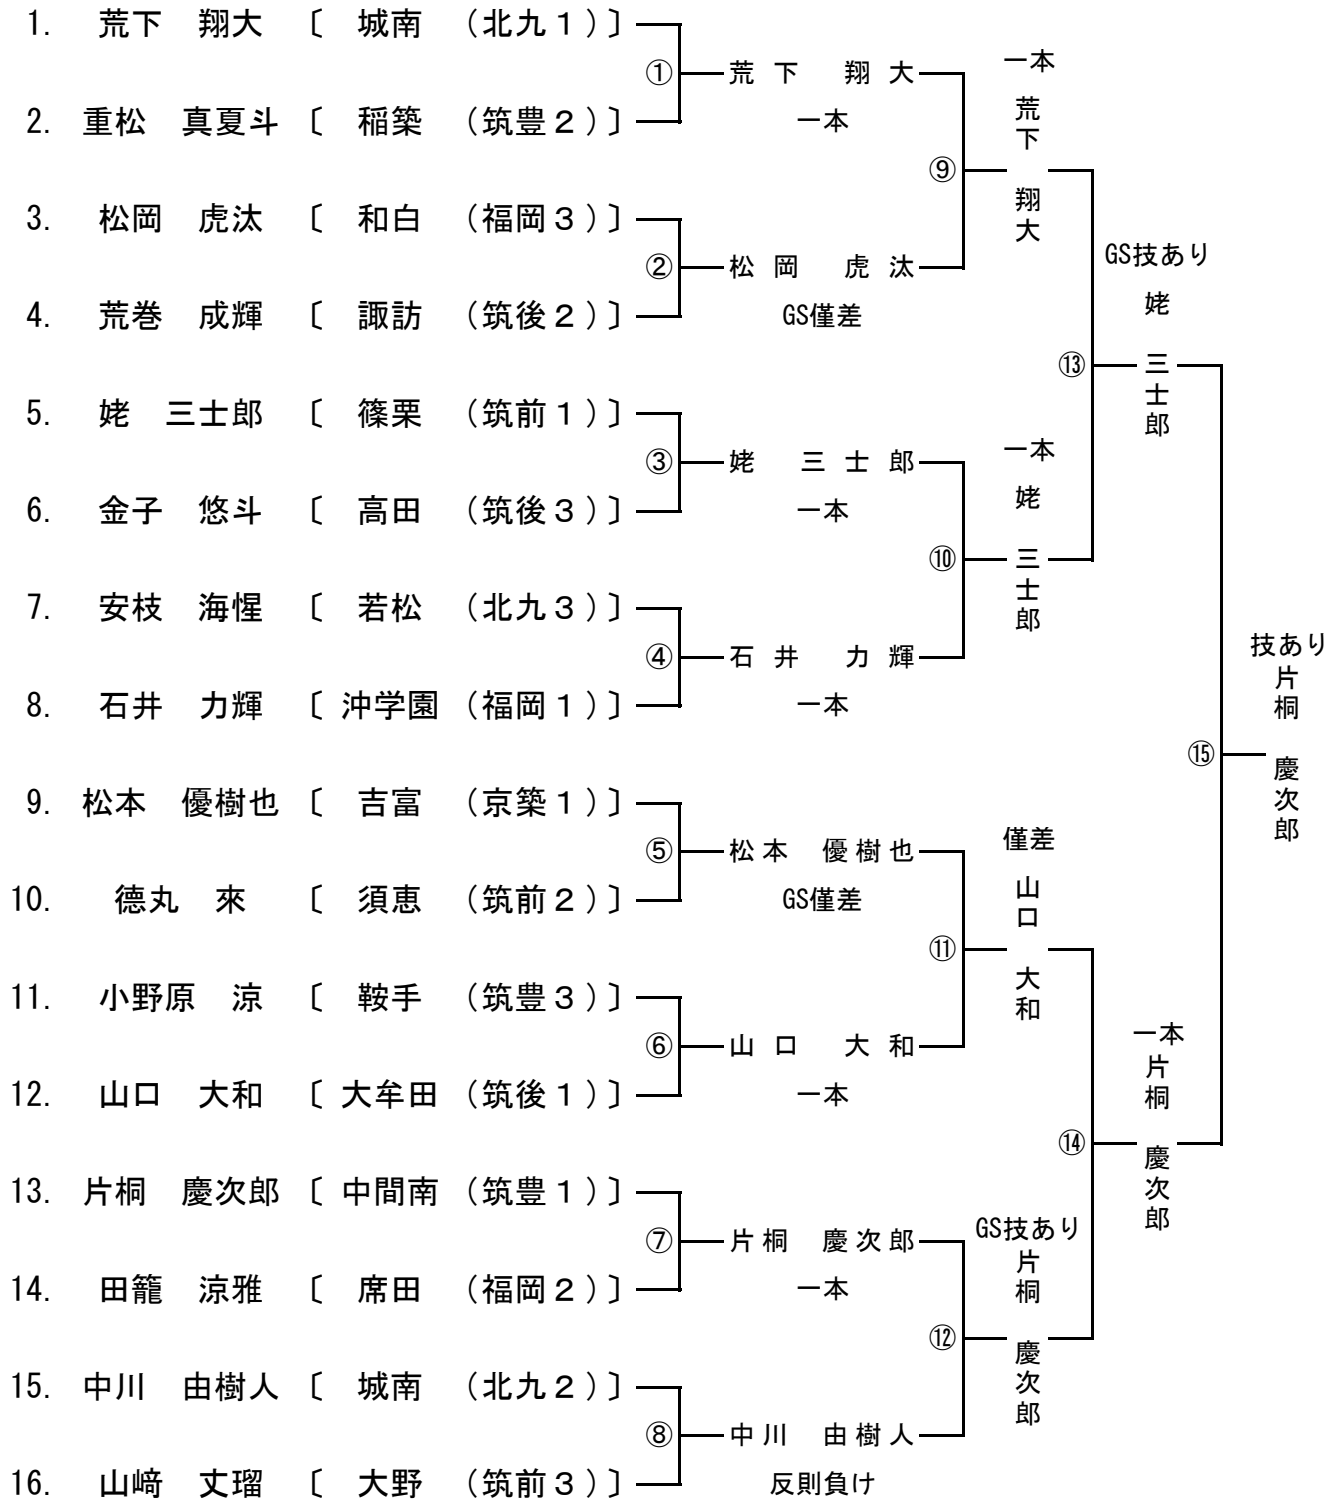 1. 荒下 翔大 〔 城南 （北九１）〕
2. 重松 真夏斗 〔 稲築 （筑豊２）〕
3. 松岡 虎汰 〔 和白 （福岡３）〕
4. 荒巻 成輝 〔 諏訪 （筑後２）〕
5. 姥 三士郎 〔 篠栗 （筑前１）〕
6. 金子 悠斗 〔 高田 （筑後３）〕
7. 安枝 海惺 〔 若松 （北九３）〕
8. 石井 力輝 〔 沖学園 （福岡１）〕
9. 松本 優樹也 〔 吉富 （京築１）〕
10. 德丸 來 〔 須恵 （筑前２）〕
11. 小野原 涼 〔 鞍手 （筑豊３）〕
12. 山口 大和 〔 大牟田 （筑後１）〕
13. 片桐 慶次郎 〔 中間南 （筑豊１）〕
14. 田籠 涼雅 〔 席田 （福岡２）〕
15. 中川 由樹人 〔 城南 （北九２）〕
16. 山﨑 丈瑠 〔 大野 （筑前３）〕
① 荒下 翔大
一本
② 松岡 虎汰
GS僅差
③ 姥 三士郎
一本
④ 石井 力輝
一本
⑤ 松本 優樹也
GS僅差
⑥ 山口 大和
一本
⑦ 片桐 慶次郎
一本
⑧ 中川 由樹人
反則負け
一本
⑨ 荒下 翔大
一本
⑩ 姥 三士郎
僅差
⑪ 山口 大和
GS技あり
⑫ 片桐 慶次郎
GS技あり
⑬ 姥 三士郎
一本
⑭ 片桐 慶次郎
技あり
⑮ 片桐 慶次郎